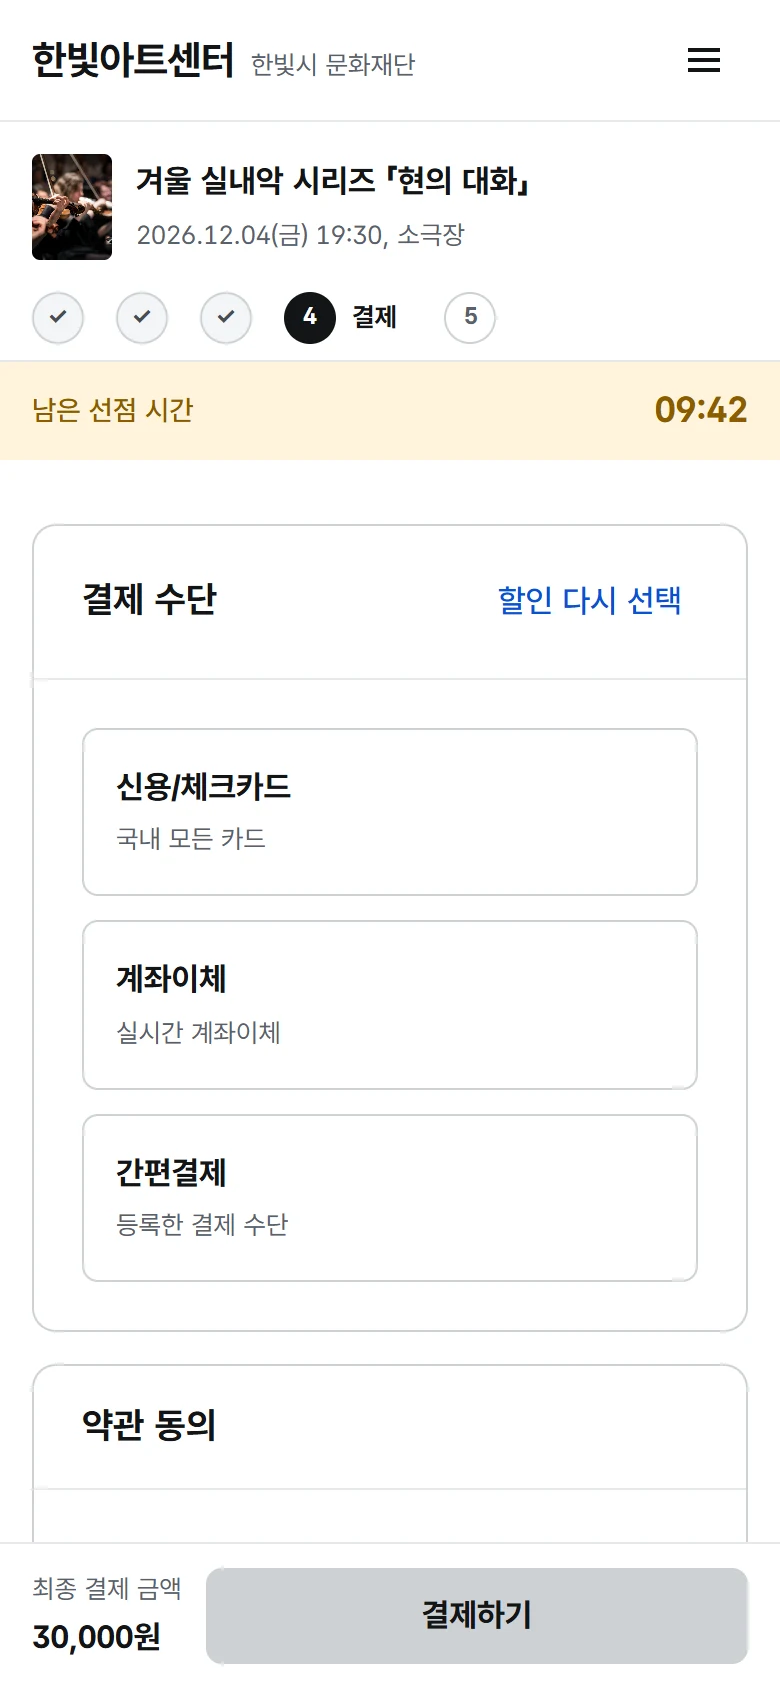 한빛아트센터 한빛시 문화재단
겨울 실내악 시리즈 「현의 대화」
2026.12.04(금) 19:30, 소극장
4 결제 5
남은 선점 시간 09:42
결제 수단 할인 다시 선택
신용/체크카드
국내 모든 카드
계좌이체
실시간 계좌이체
간편결제
등록한 결제 수단
약관 동의
최종 결제 금액
30,000원
결제하기